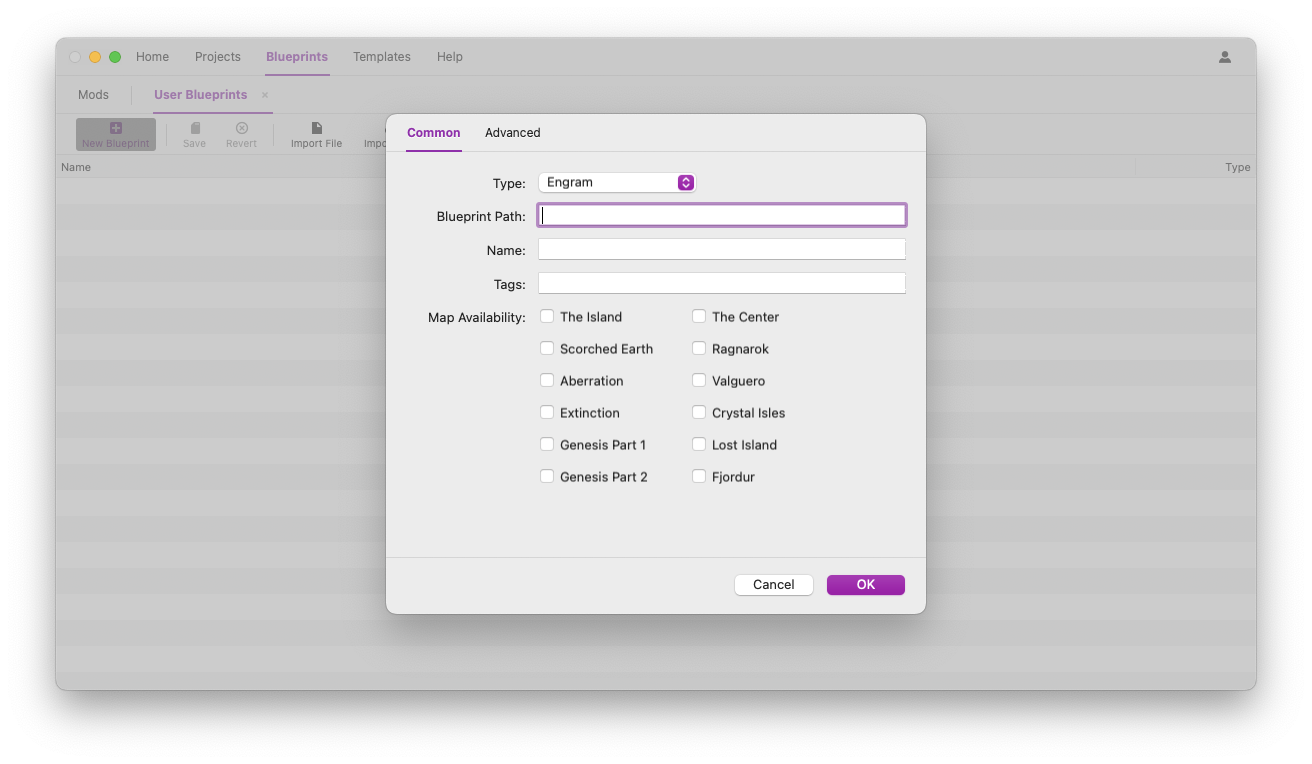 Home Projects Blueprints Templates Help
Mods User Blueprints ×
New Blueprint Save Revert Import File
Name Type
Common Advanced
Type: Engram
Blueprint Path:
Name:
Tags:
Map Availability: The Island The Center
Scorched Earth Ragnarok
Aberration Valguero
Extinction Crystal Isles
Genesis Part 1 Lost Island
Genesis Part 2 Fjordur
Cancel OK